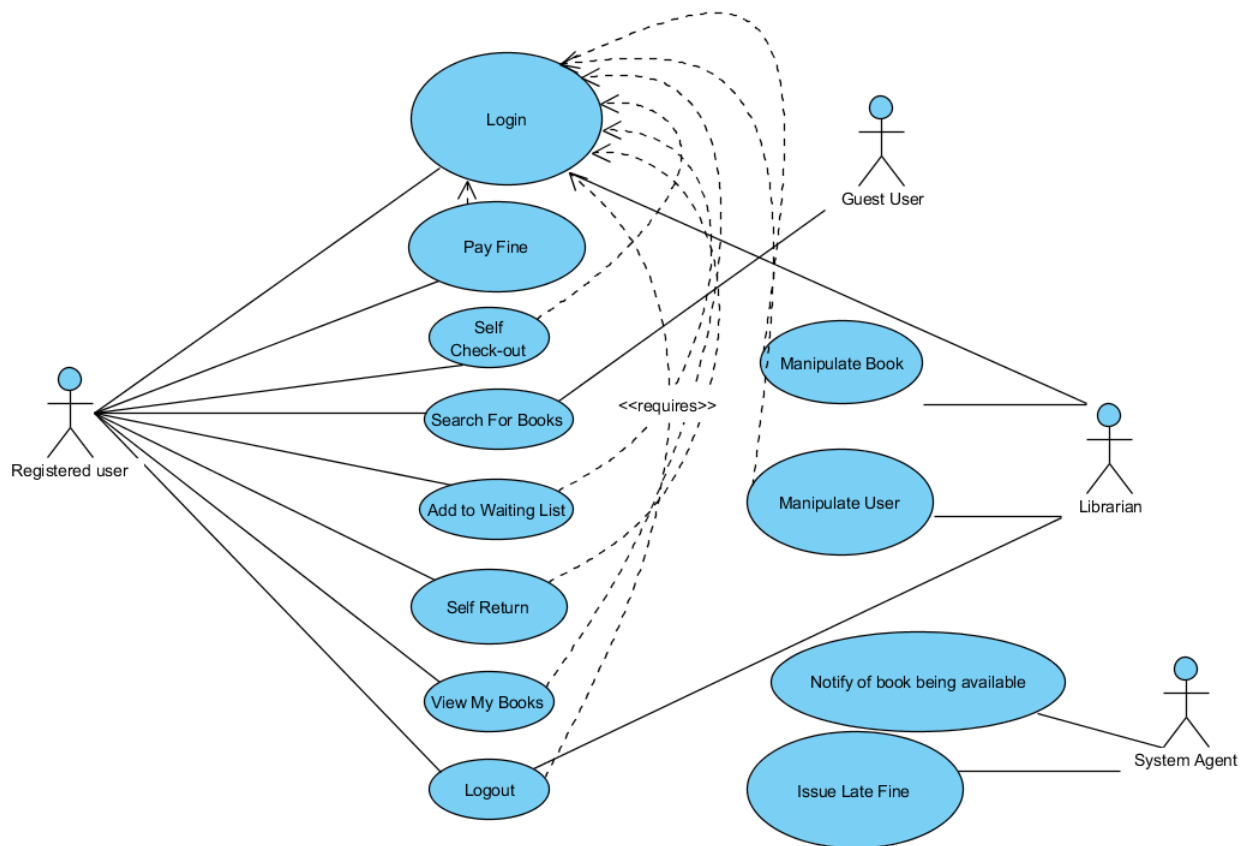 Login
Guest User
Pay Fine
Self
Check-out
Manipulate Book
Search For Books
<<requires>>
Registered user
Add to Waiting List
Manipulate User
Librarian
Self Return
Notify of book being available
View My Books
System Agent
Logout
Issue Late Fine